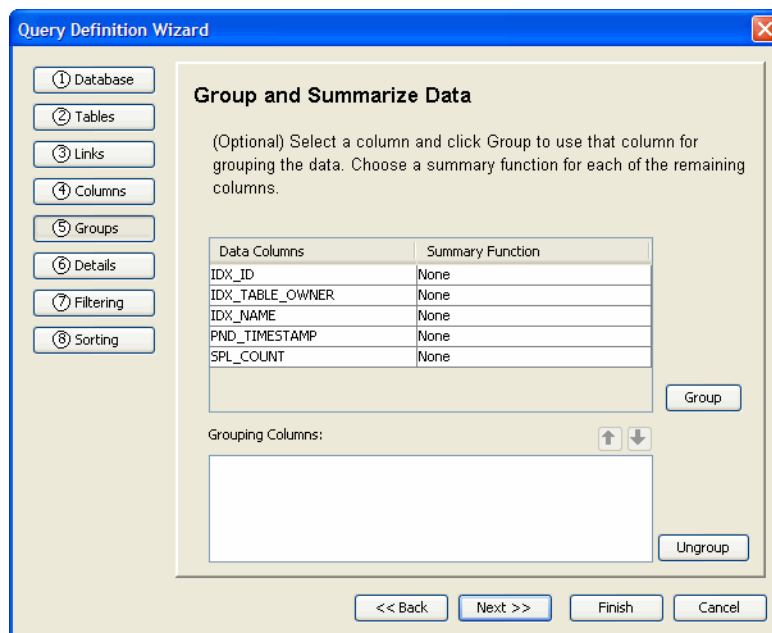 Query Definition Wizard
① Database
② Tables
③ Links
④ Columns
⑤ Groups
⑥ Details
⑦ Filtering
⑧ Sorting
Group and Summarize Data
(Optional) Select a column and click Group to use that column for
grouping the data. Choose a summary function for each of the remaining
columns.
Data Columns Summary Function
IDX_ID None
IDX_TABLE_OWNER None
IDX_NAME None
PND_TIMESTAMP None
SPL_COUNT None
Group
Grouping Columns:
Ungroup
<< Back Next >> Finish Cancel